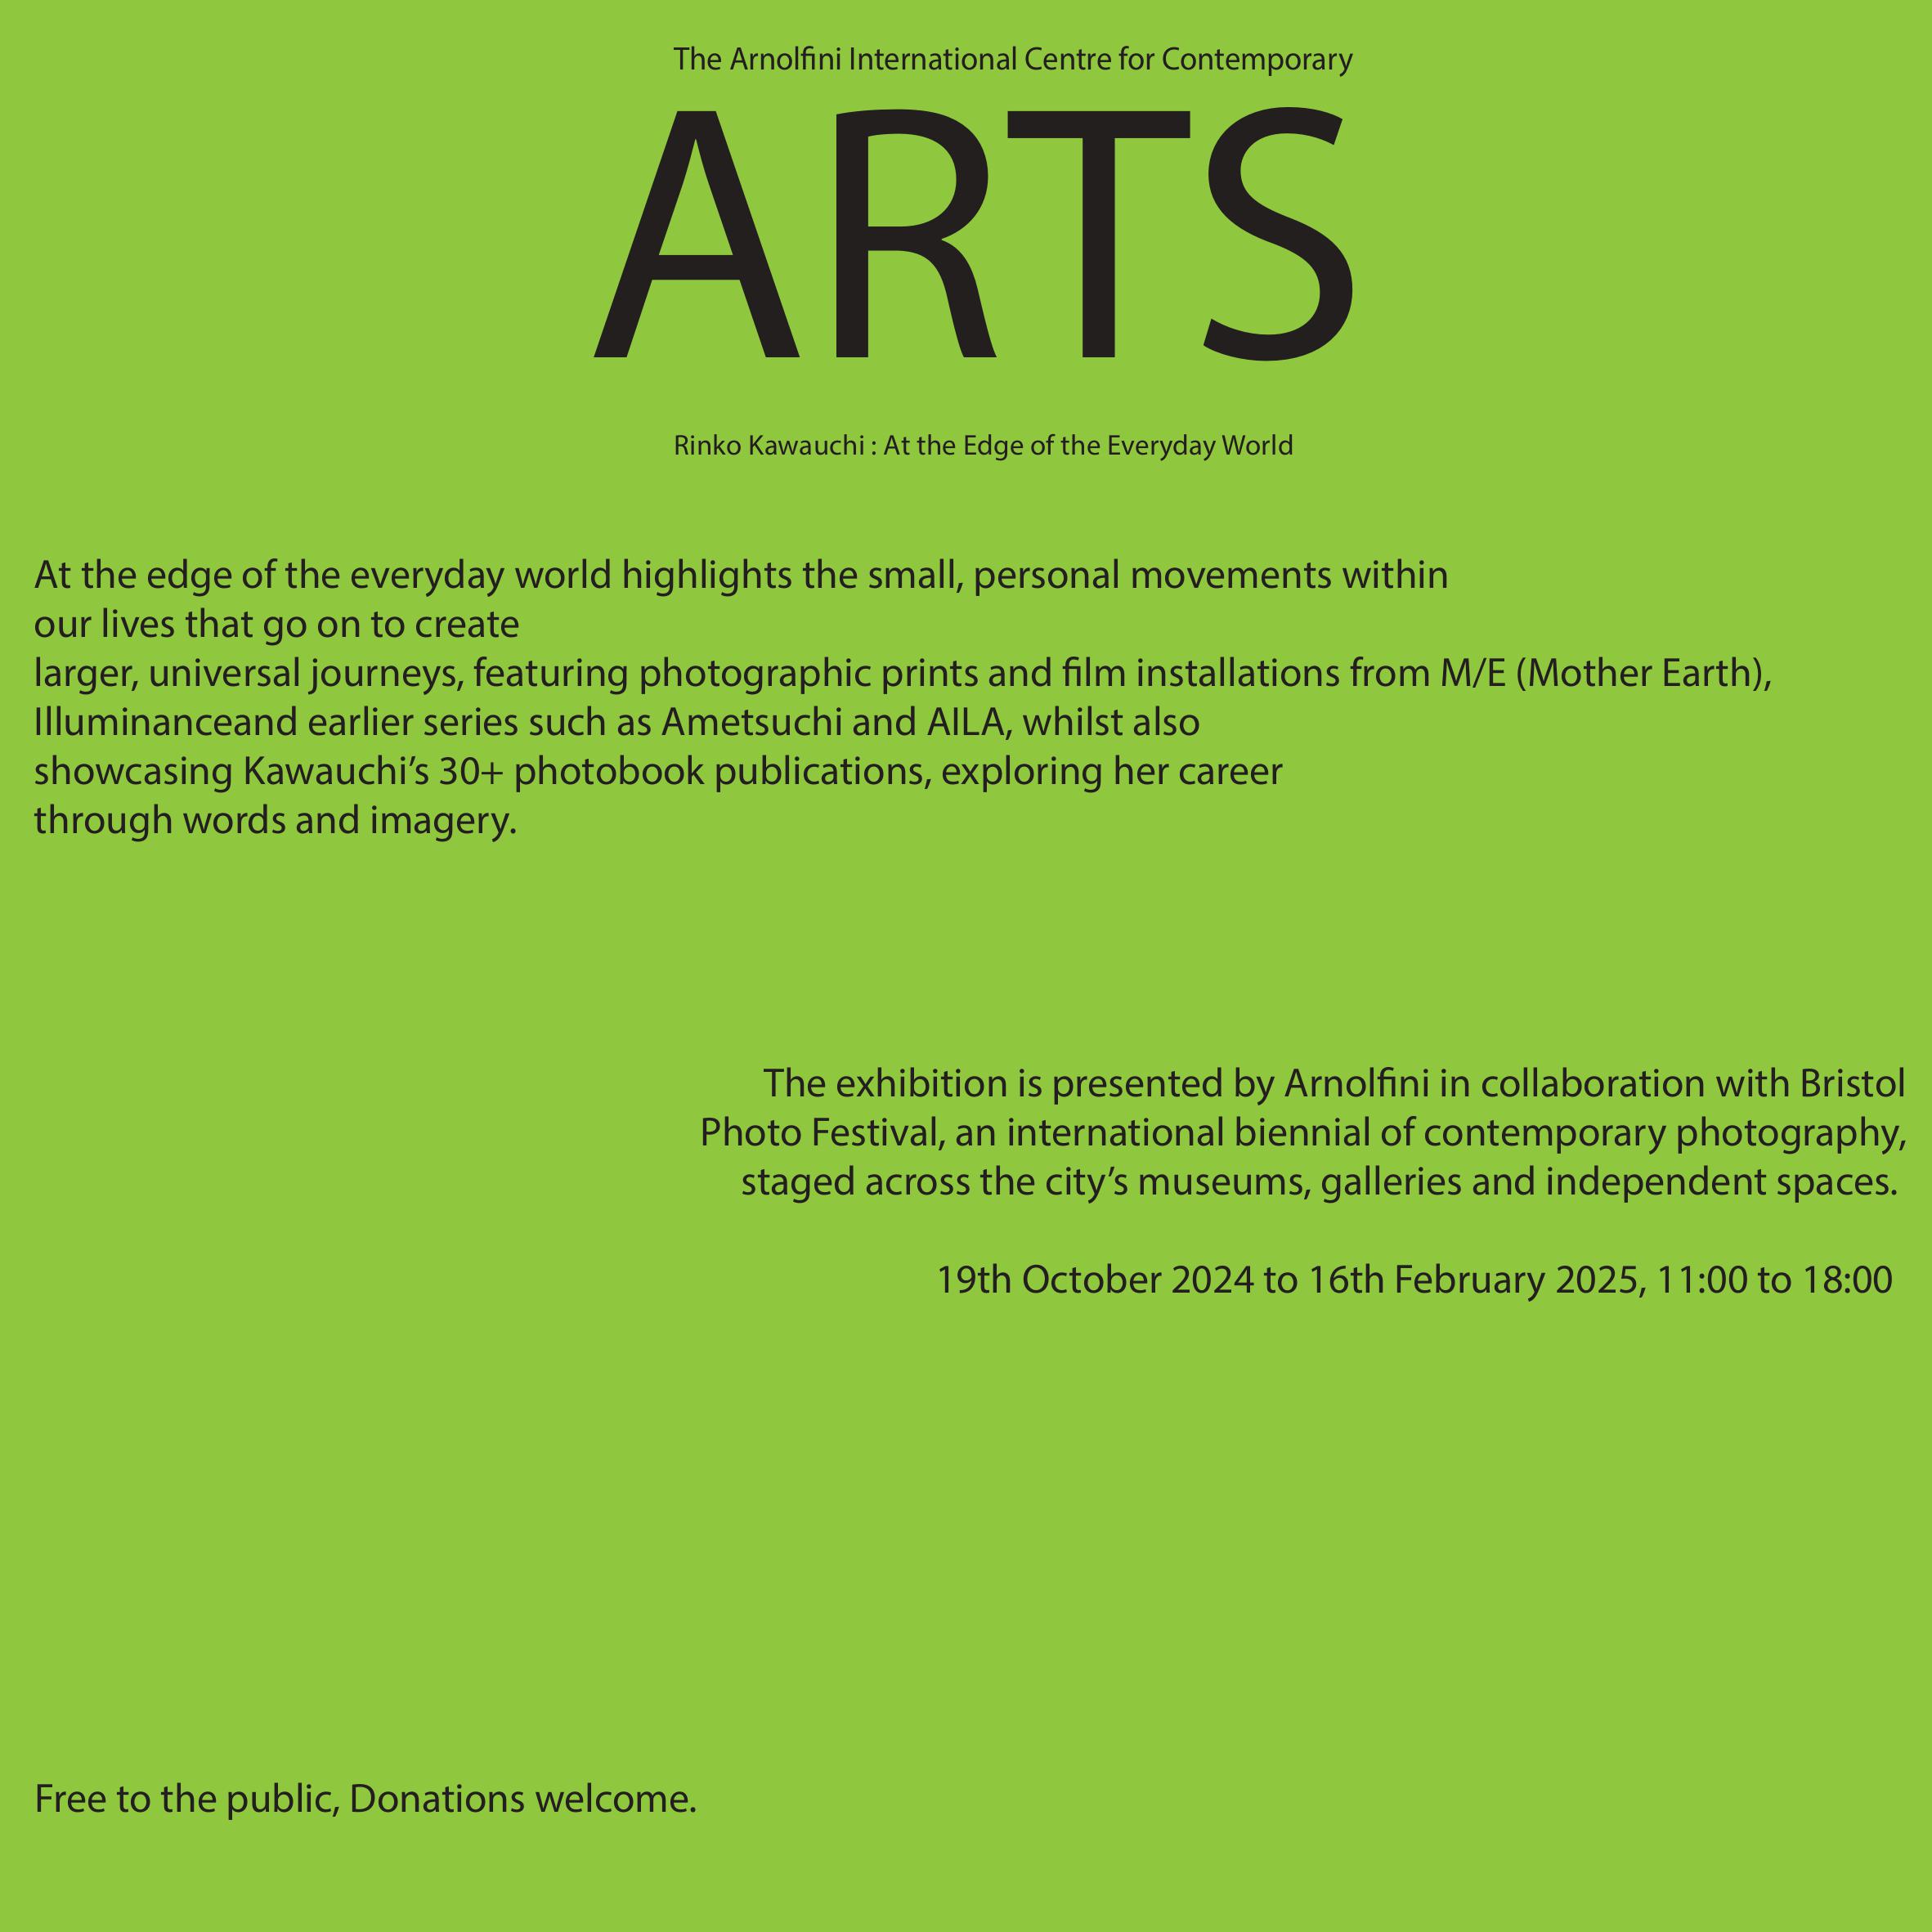 The Arnolfini International Centre for Contemporary
ARTS
Rinko Kawauchi : At the Edge of the Everyday World
At the edge of the everyday world highlights the small, personal movements within
our lives that go on to create
larger, universal journeys, featuring photographic prints and film installations from M/E (Mother Earth),
Illuminanceand earlier series such as Ametsuchi and AILA, whilst also
showcasing Kawauchi’s 30+ photobook publications, exploring her career
through words and imagery.
The exhibition is presented by Arnolfini in collaboration with Bristol
Photo Festival, an international biennial of contemporary photography,
staged across the city’s museums, galleries and independent spaces.
19th October 2024 to 16th February 2025, 11:00 to 18:00
Free to the public, Donations welcome.